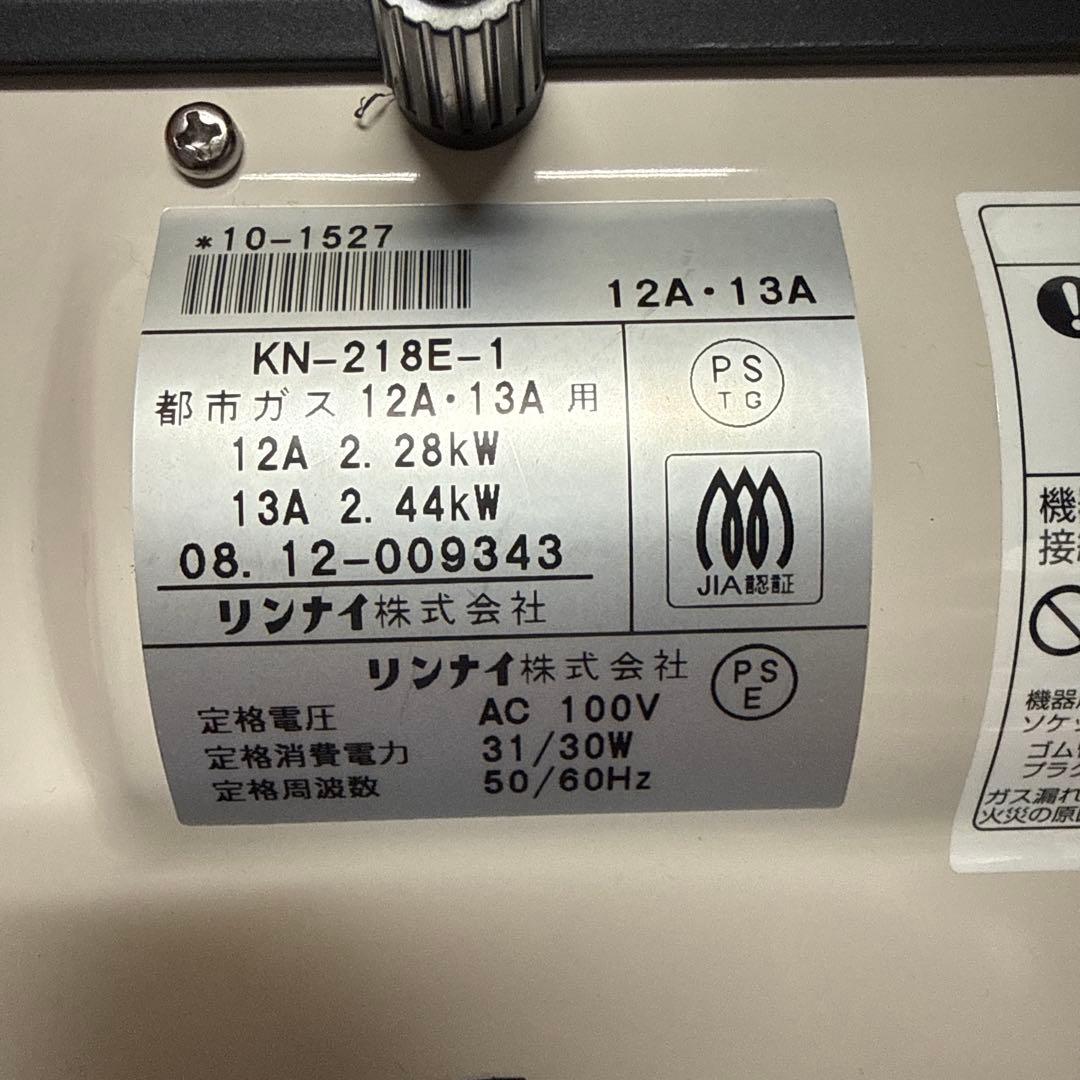 *10-1527
12A・13A
KN-218E-1
都市ガス 12A・13A 用
12A 2. 28kW
13A 2. 44kW
08. 12-009343
リンナイ株式会社
PS
TG
JIA認証
リンナイ株式会社
PS
E
定格電圧 AC 100V
定格消費電力 31/30W
定格周波数 50/60Hz
機
接
機器
ソケッ
ゴム
プラグ
ガス漏れ
火災の原